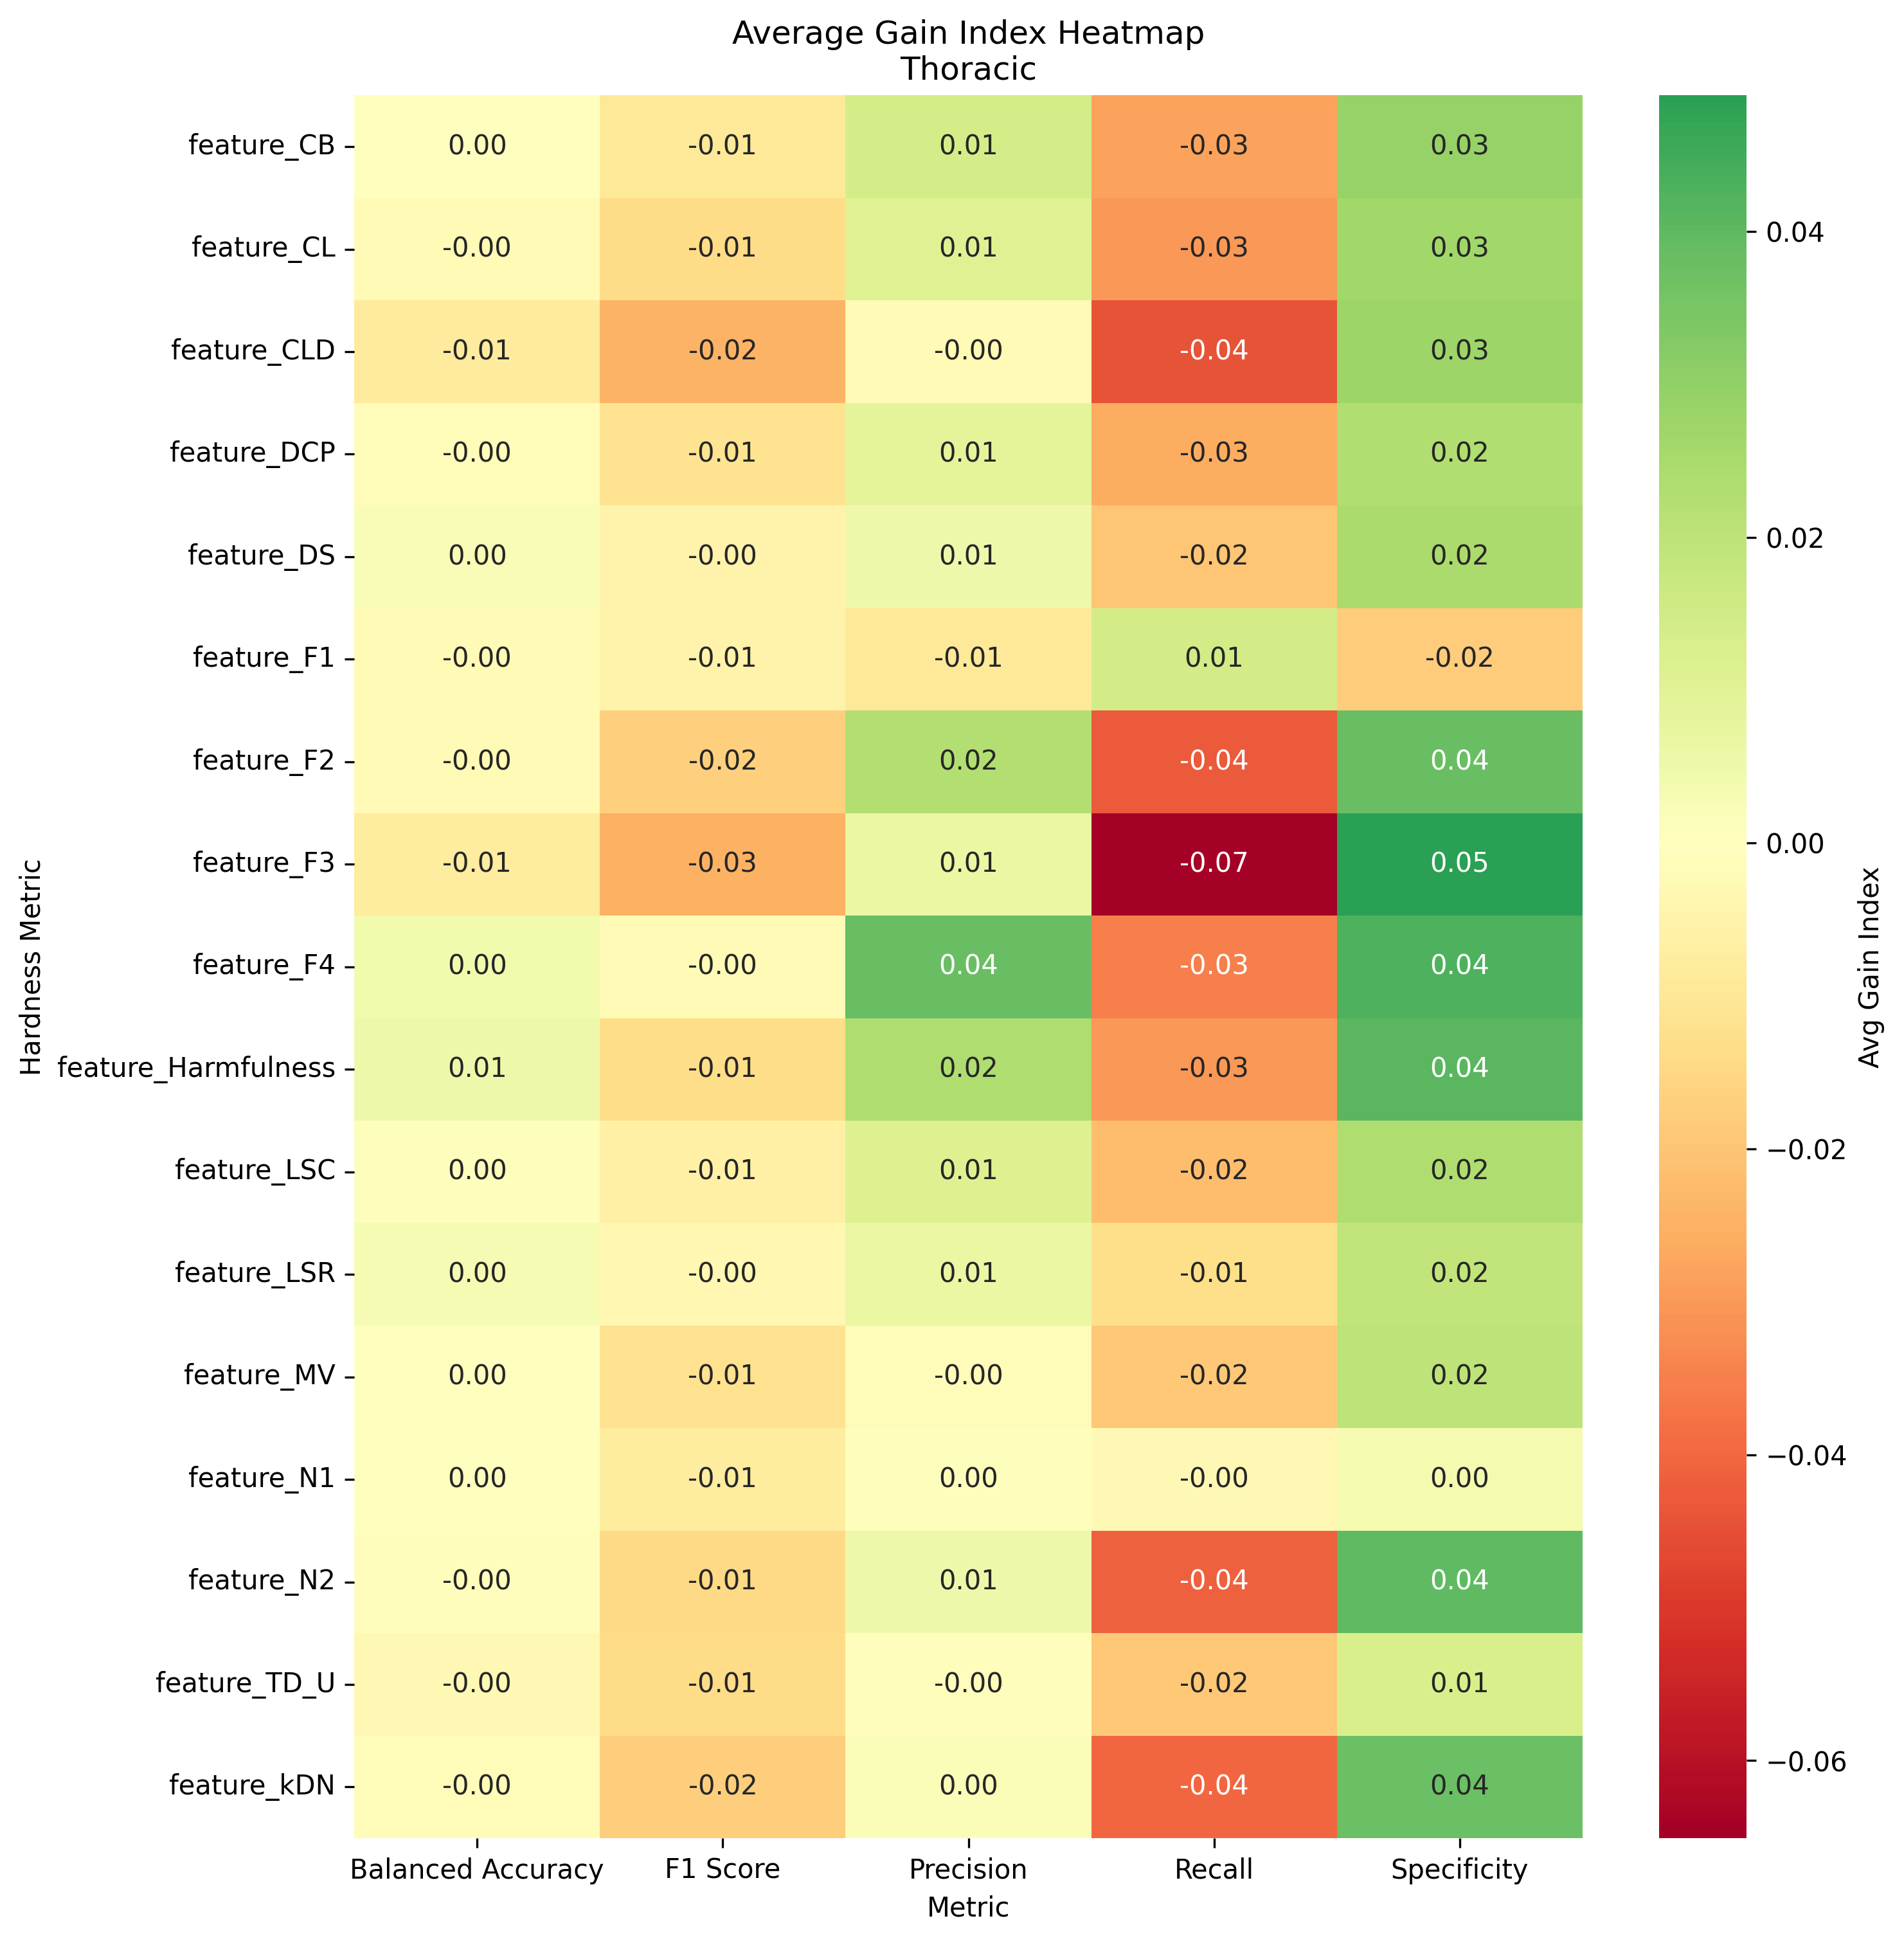 Average Gain Index Heatmap
Thoracic
Hardness Metric
feature_CB 0.00 -0.01 0.01 -0.03 0.03
feature_CL -0.00 -0.01 0.01 -0.03 0.03
feature_CLD -0.01 -0.02 -0.00 -0.04 0.03
feature_DCP -0.00 -0.01 0.01 -0.03 0.02
feature_DS 0.00 -0.00 0.01 -0.02 0.02
feature_F1 -0.00 -0.01 -0.01 0.01 -0.02
feature_F2 -0.00 -0.02 0.02 -0.04 0.04
feature_F3 -0.01 -0.03 0.01 -0.07 0.05
feature_F4 0.00 -0.00 0.04 -0.03 0.04
feature_Harmfulness 0.01 -0.01 0.02 -0.03 0.04
feature_LSC 0.00 -0.01 0.01 -0.02 0.02
feature_LSR 0.00 -0.00 0.01 -0.01 0.02
feature_MV 0.00 -0.01 -0.00 -0.02 0.02
feature_N1 0.00 -0.01 0.00 -0.00 0.00
feature_N2 -0.00 -0.01 0.01 -0.04 0.04
feature_TD_U -0.00 -0.01 -0.00 -0.02 0.01
feature_kDN -0.00 -0.02 0.00 -0.04 0.04
Balanced Accuracy F1 Score Precision Recall Specificity
Metric
0.04
0.02
0.00
−0.02
−0.04
−0.06
Avg Gain Index